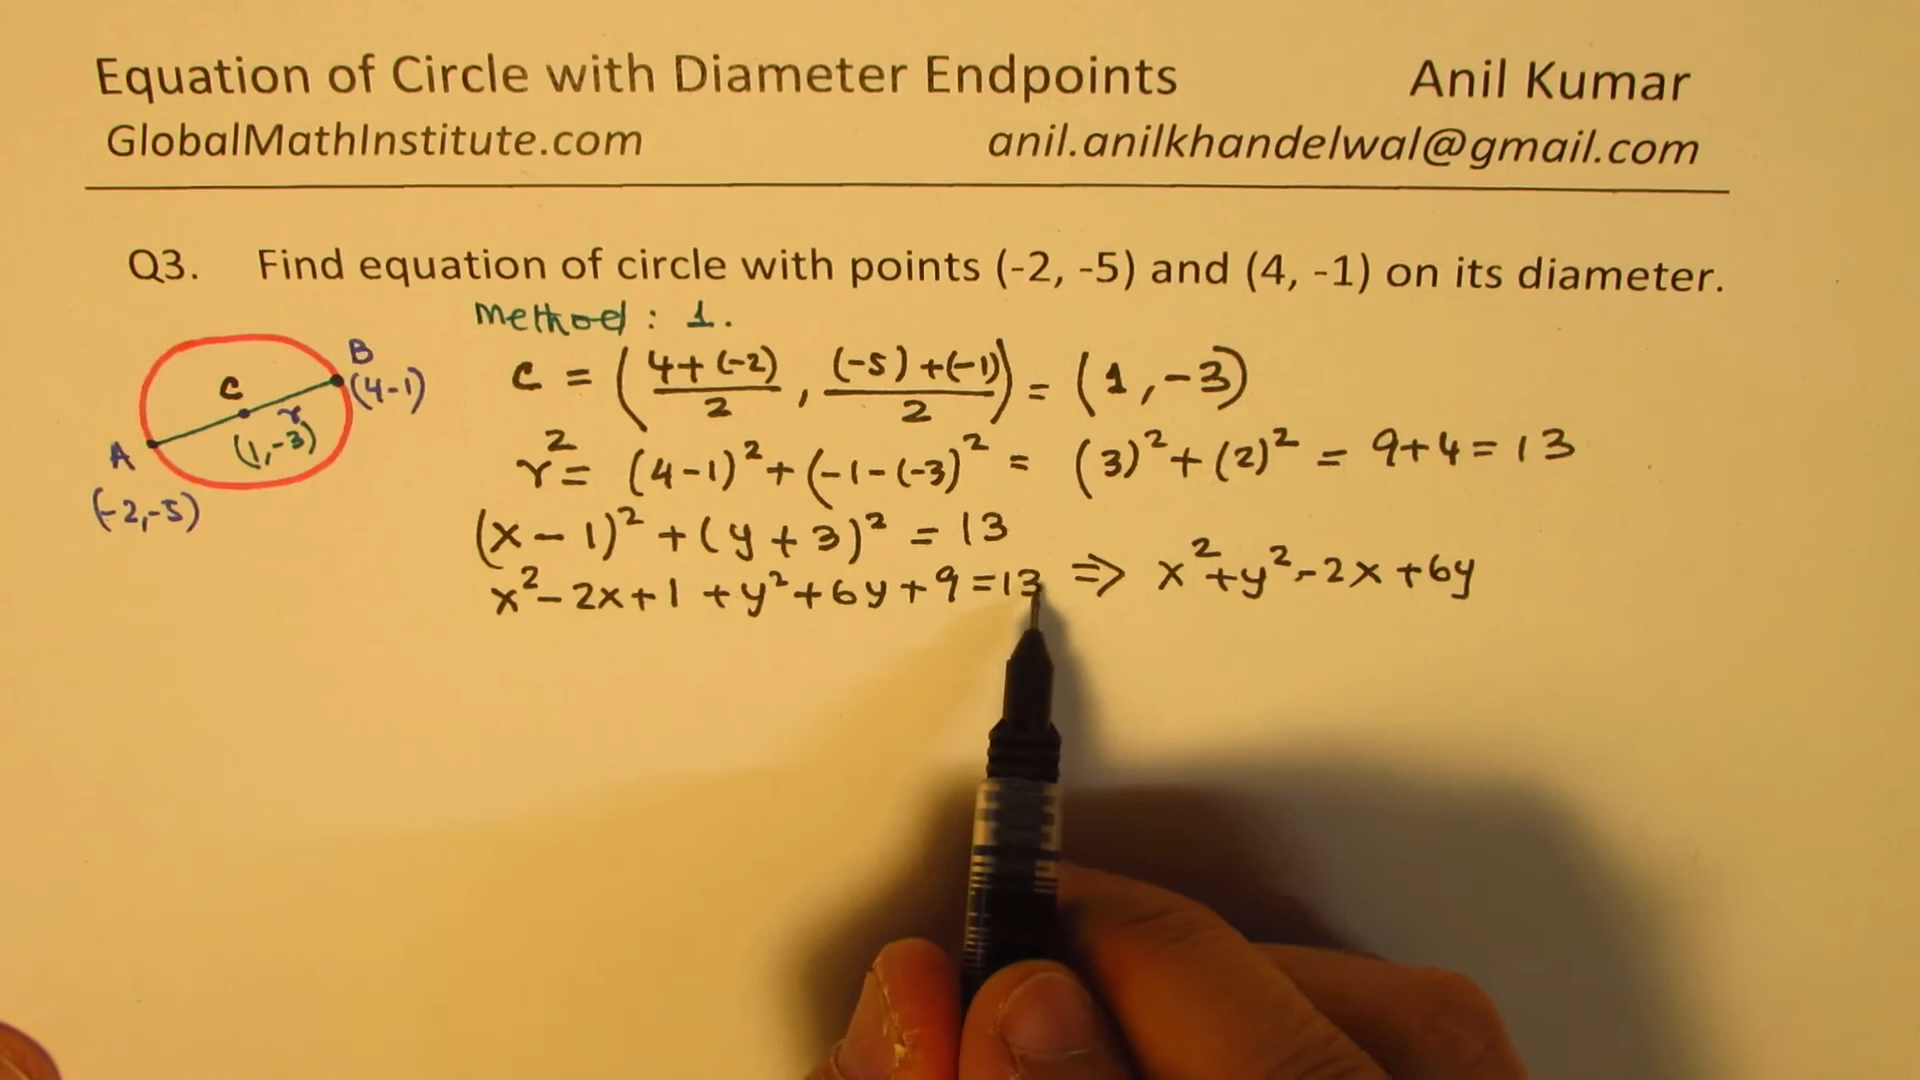 Equation of Circle with Diameter Endpoints Anil Kumar
GlobalMathInstitute.com anil.anilkhandelwal@gmail.com
Q3. Find equation of circle with points (-2, -5) and (4, -1) on its diameter.
Method: 1.
C = (4+(-2)/2, (-5)+(-1)/2) = (1,-3)
r² = (4-1)²+(-1-(-3)² = (3)²+(2)² = 9+4=13
(x-1)²+(y+3)² = 13
x²-2x+1+y²+6y+9=13 ⇒ x²+y²-2x+6y
B
(4-1)
C
r
(1,-3)
A
(-2,-5)